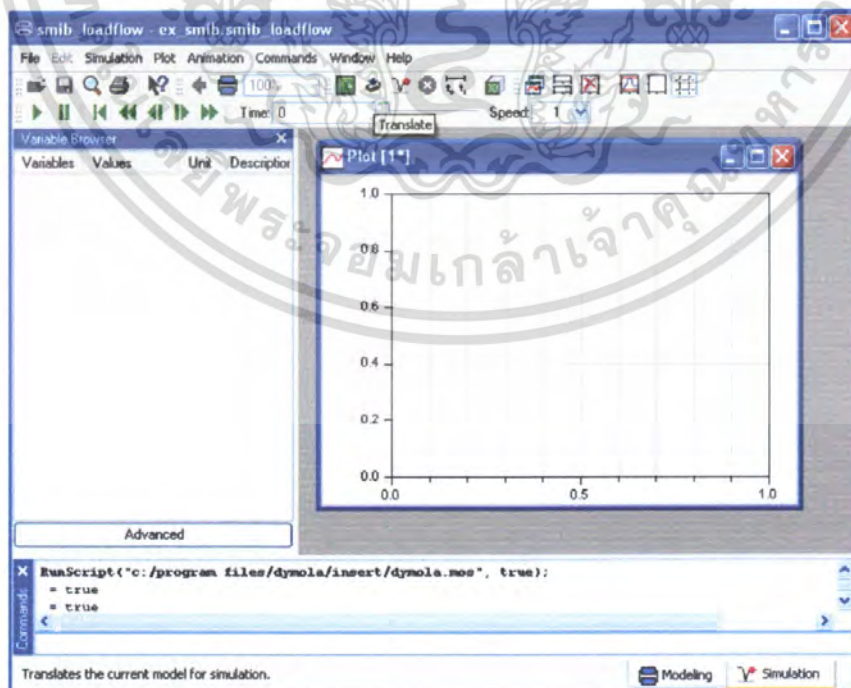 smib_loadflow - ex_smib.smib_loadflow
File Edit Simulation Plot Animation Commands Window Help
100%
Time: 0 Speed: 1
Translate
Variable Browser
Variables Values Unit Description
Plot [1*]
1.0
0.8
0.6
0.4
0.2
0.0
0.0 0.5 1.0
Advanced
Commands
RunScript("c:/program files/dymola/insert/dymola.mos", true);
= true
= true
Translates the current model for simulation.
Modeling Simulation
พระจอมเกล้าเจ้าคุณทหาร